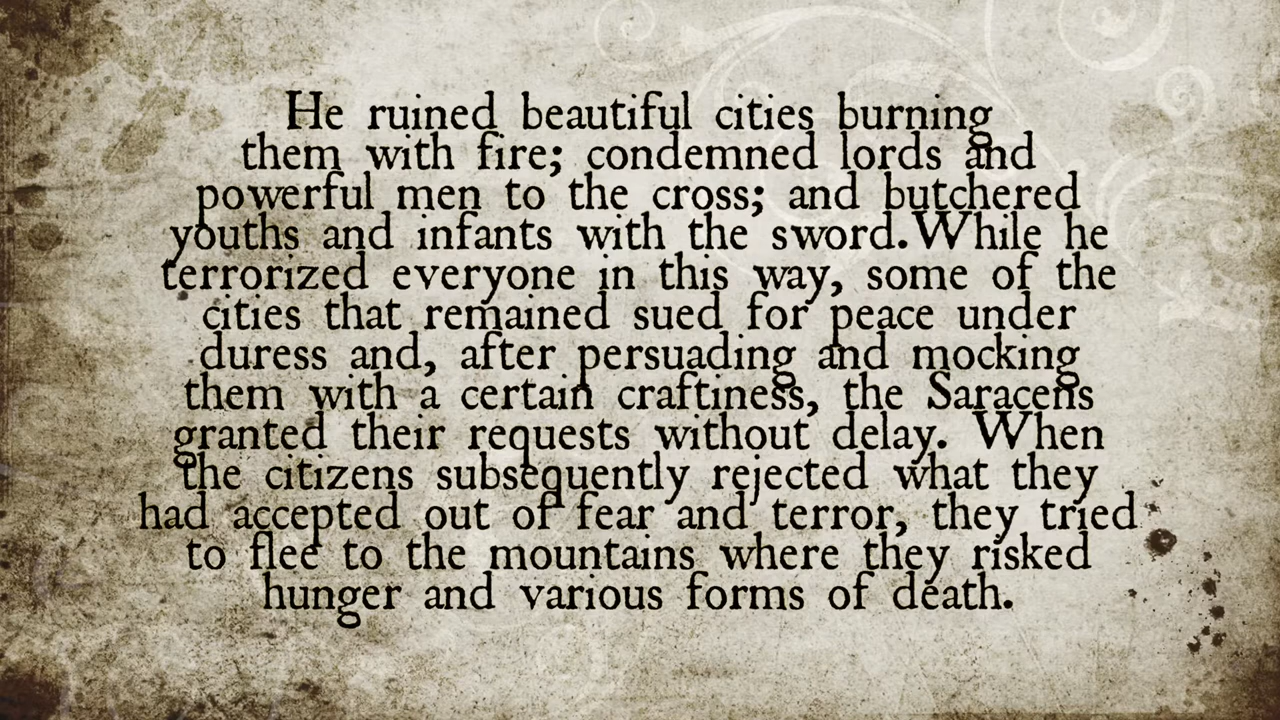 He ruined beautiful cities burning
them with fire; condemned lords and
powerful men to the cross; and butchered
youths and infants with the sword.While he
terrorized everyone in this way, some of the
cities that remained sued for peace under
duress and, after persuading and mocking
them with a certain craftiness, the Saracens
granted their requests without delay. When
the citizens subsequently rejected what they
had accepted out of fear and terror, they tried
to flee to the mountains where they risked
hunger and various forms of death.